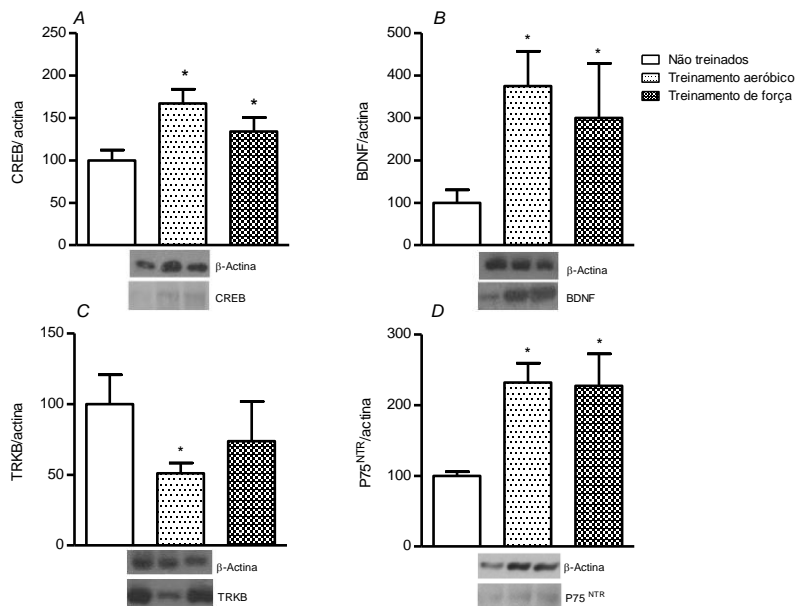 A
CREB/ actina
250
200
150
100
50
0
*
*
β-Actina
CREB
B
BDNF/actina
500
400
300
200
100
0
*
*
β-Actina
BDNF
Não treinados
Treinamento aeróbico
Treinamento de força
C
TRKB/actina
150
100
50
0
*
β-Actina
TRKB
D
P75NTR/actina
300
200
100
0
*
*
β-Actina
P75 NTR